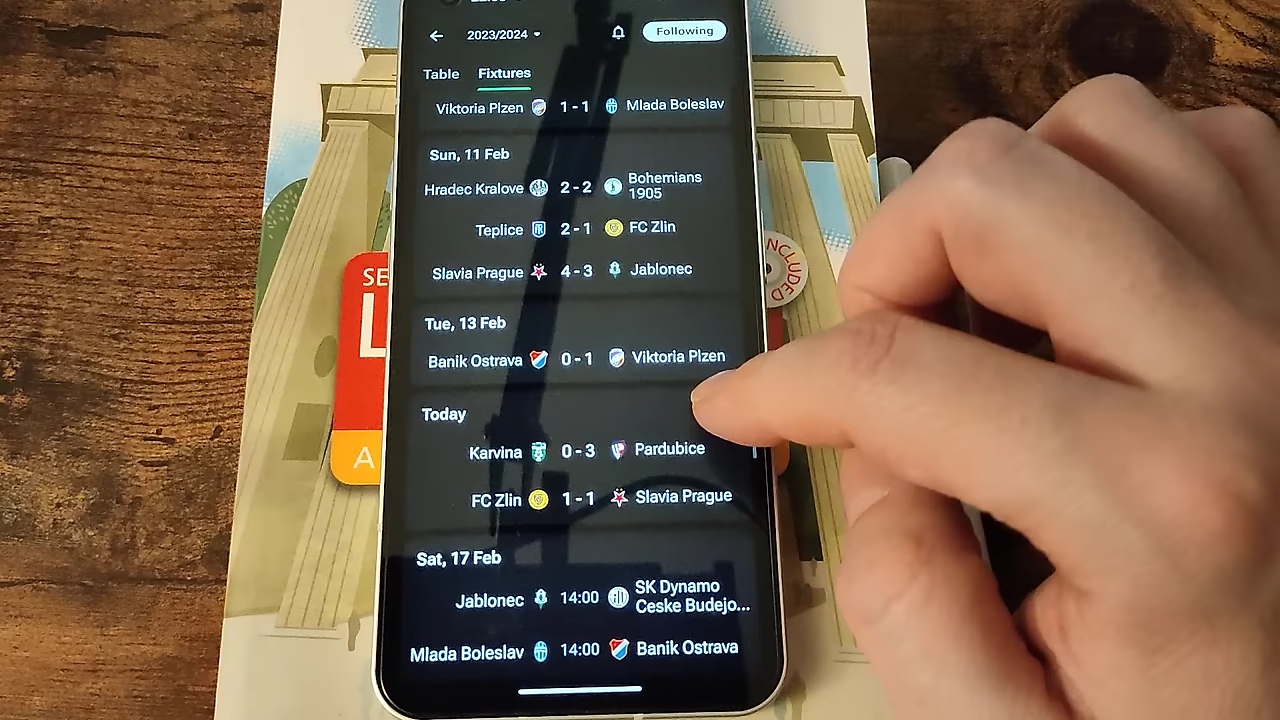 2023/2024
Following
Table Fixtures
Viktoria Plzen 1 - 1 Mlada Boleslav
Sun, 11 Feb
Hradec Kralove 2 - 2 Bohemians 1905
Teplice 2 - 1 FC Zlin
Slavia Prague 4 - 3 Jablonec
Tue, 13 Feb
Banik Ostrava 0 - 1 Viktoria Plzen
Today
Karvina 0 - 3 Pardubice
FC Zlin 1 - 1 Slavia Prague
Sat, 17 Feb
Jablonec 14:00 SK Dynamo Ceske Budejo...
Mlada Boleslav 14:00 Banik Ostrava
SE
L
A
NCLUDED